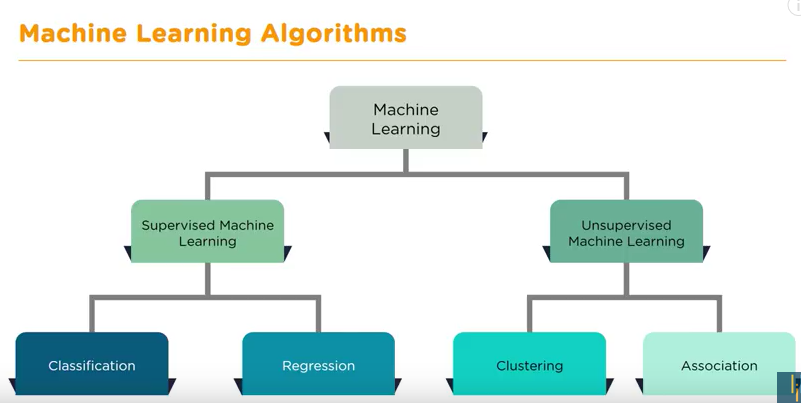 Machine Learning Algorithms
Machine
Learning
Supervised Machine
Learning
Unsupervised
Machine Learning
Classification
Regression
Clustering
Association